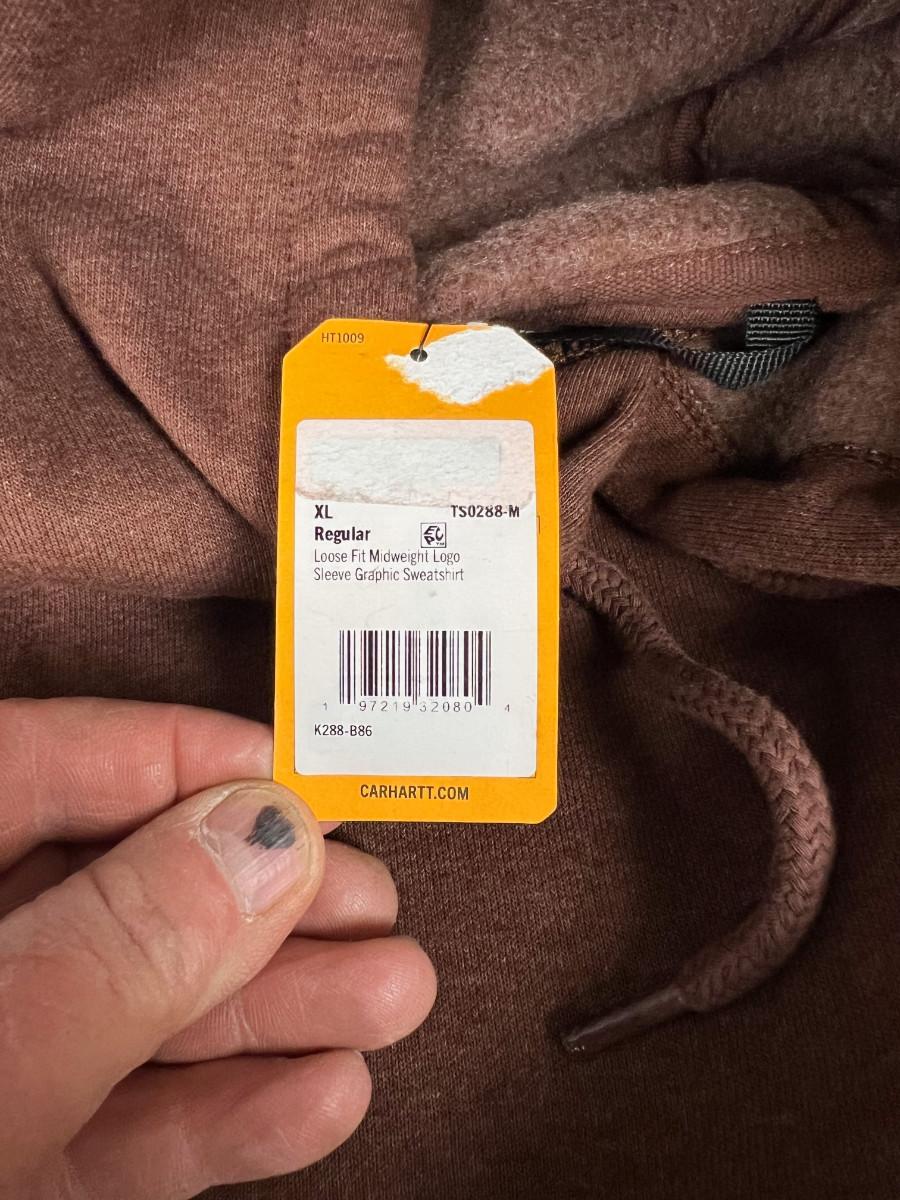 HT1009
XL TS0288-M
Regular EPC™
Loose Fit Midweight Logo
Sleeve Graphic Sweatshirt
1 97219 32080 4
K288-B86
CARHARTT.COM